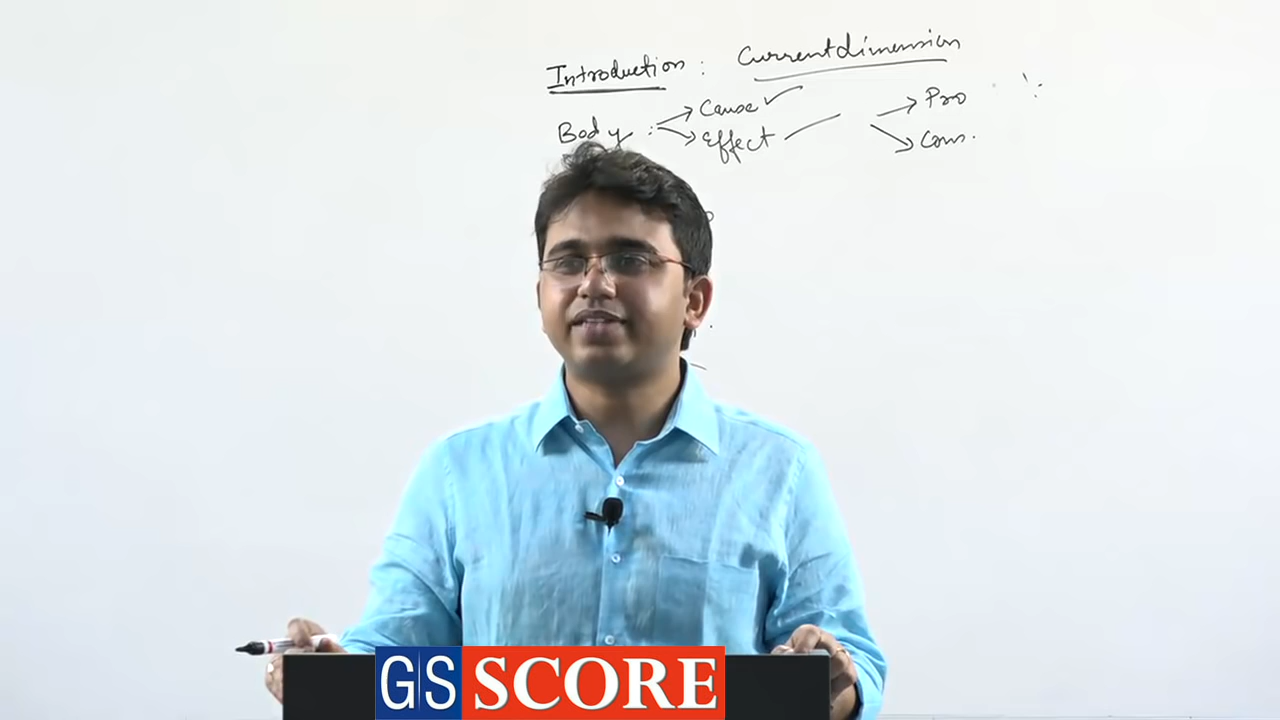 Introduction : Current dimension
Cause ✓ Pro
Body : Effect Cons.
GS SCORE